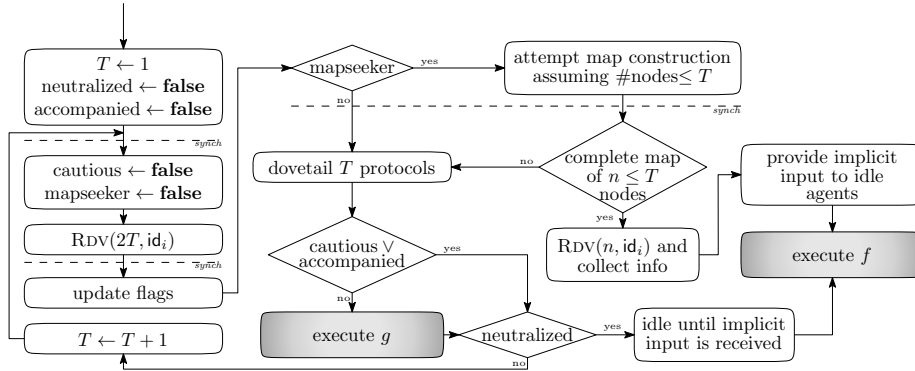 T ← 1
neutralized ← false
accompanied ← false
synch
cautious ← false
mapseeker ← false
RDV(2T, id_i)
synch
update flags
T ← T + 1
mapseeker
yes
no
attempt map construction
assuming #nodes≤ T
synch
dovetail T protocols
no
complete map
of n ≤ T
nodes
yes
provide implicit
input to idle
agents
RDV(n, id_i) and
collect info
execute f
cautious ∨
accompanied
yes
no
execute g
neutralized
yes
no
idle until implicit
input is received